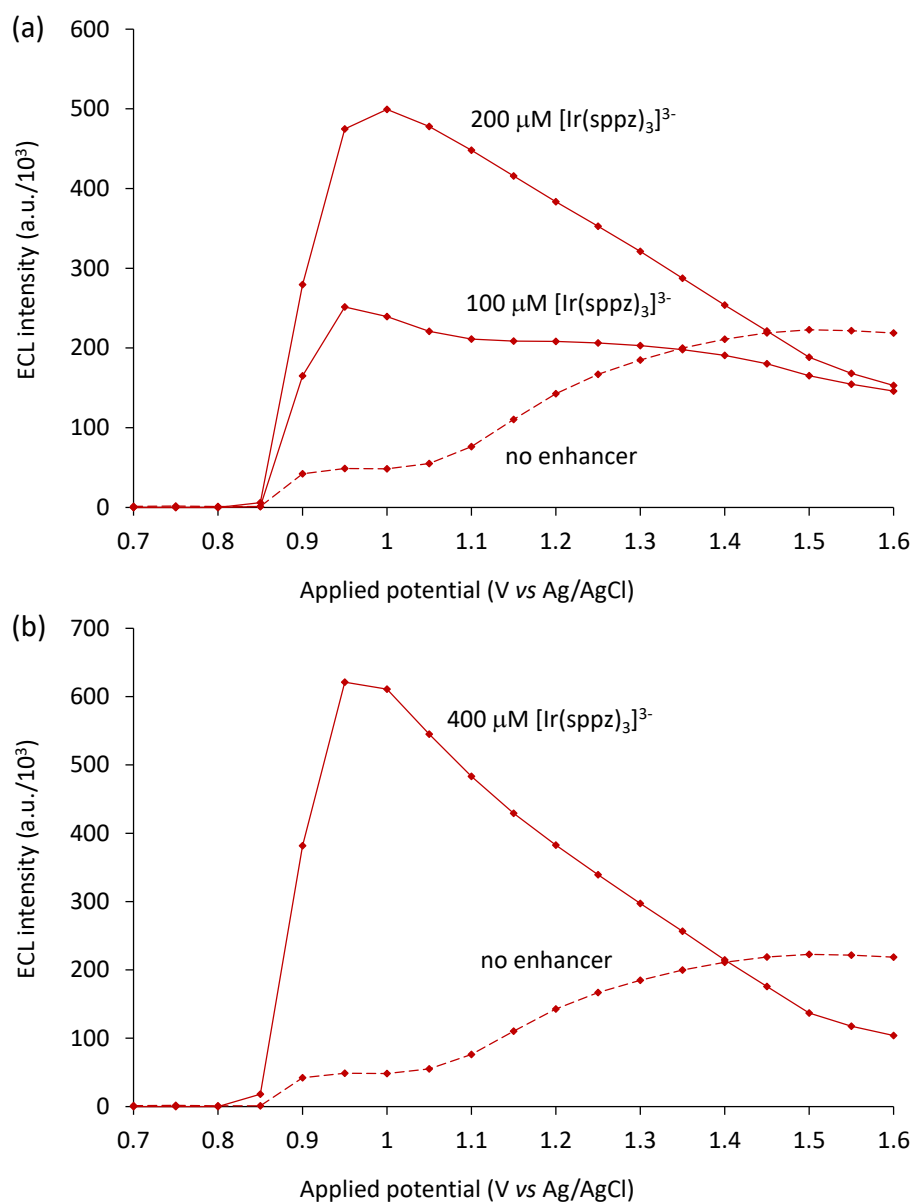 (a)
600
500
400
300
200
100
0
ECL intensity (a.u./10³)
200 μM [Ir(sppz)₃]³⁻
100 μM [Ir(sppz)₃]³⁻
no enhancer
0.7 0.8 0.9 1 1.1 1.2 1.3 1.4 1.5 1.6
Applied potential (V vs Ag/AgCl)
(b)
700
600
500
400
300
200
100
0
ECL intensity (a.u./10³)
400 μM [Ir(sppz)₃]³⁻
no enhancer
0.7 0.8 0.9 1 1.1 1.2 1.3 1.4 1.5 1.6
Applied potential (V vs Ag/AgCl)